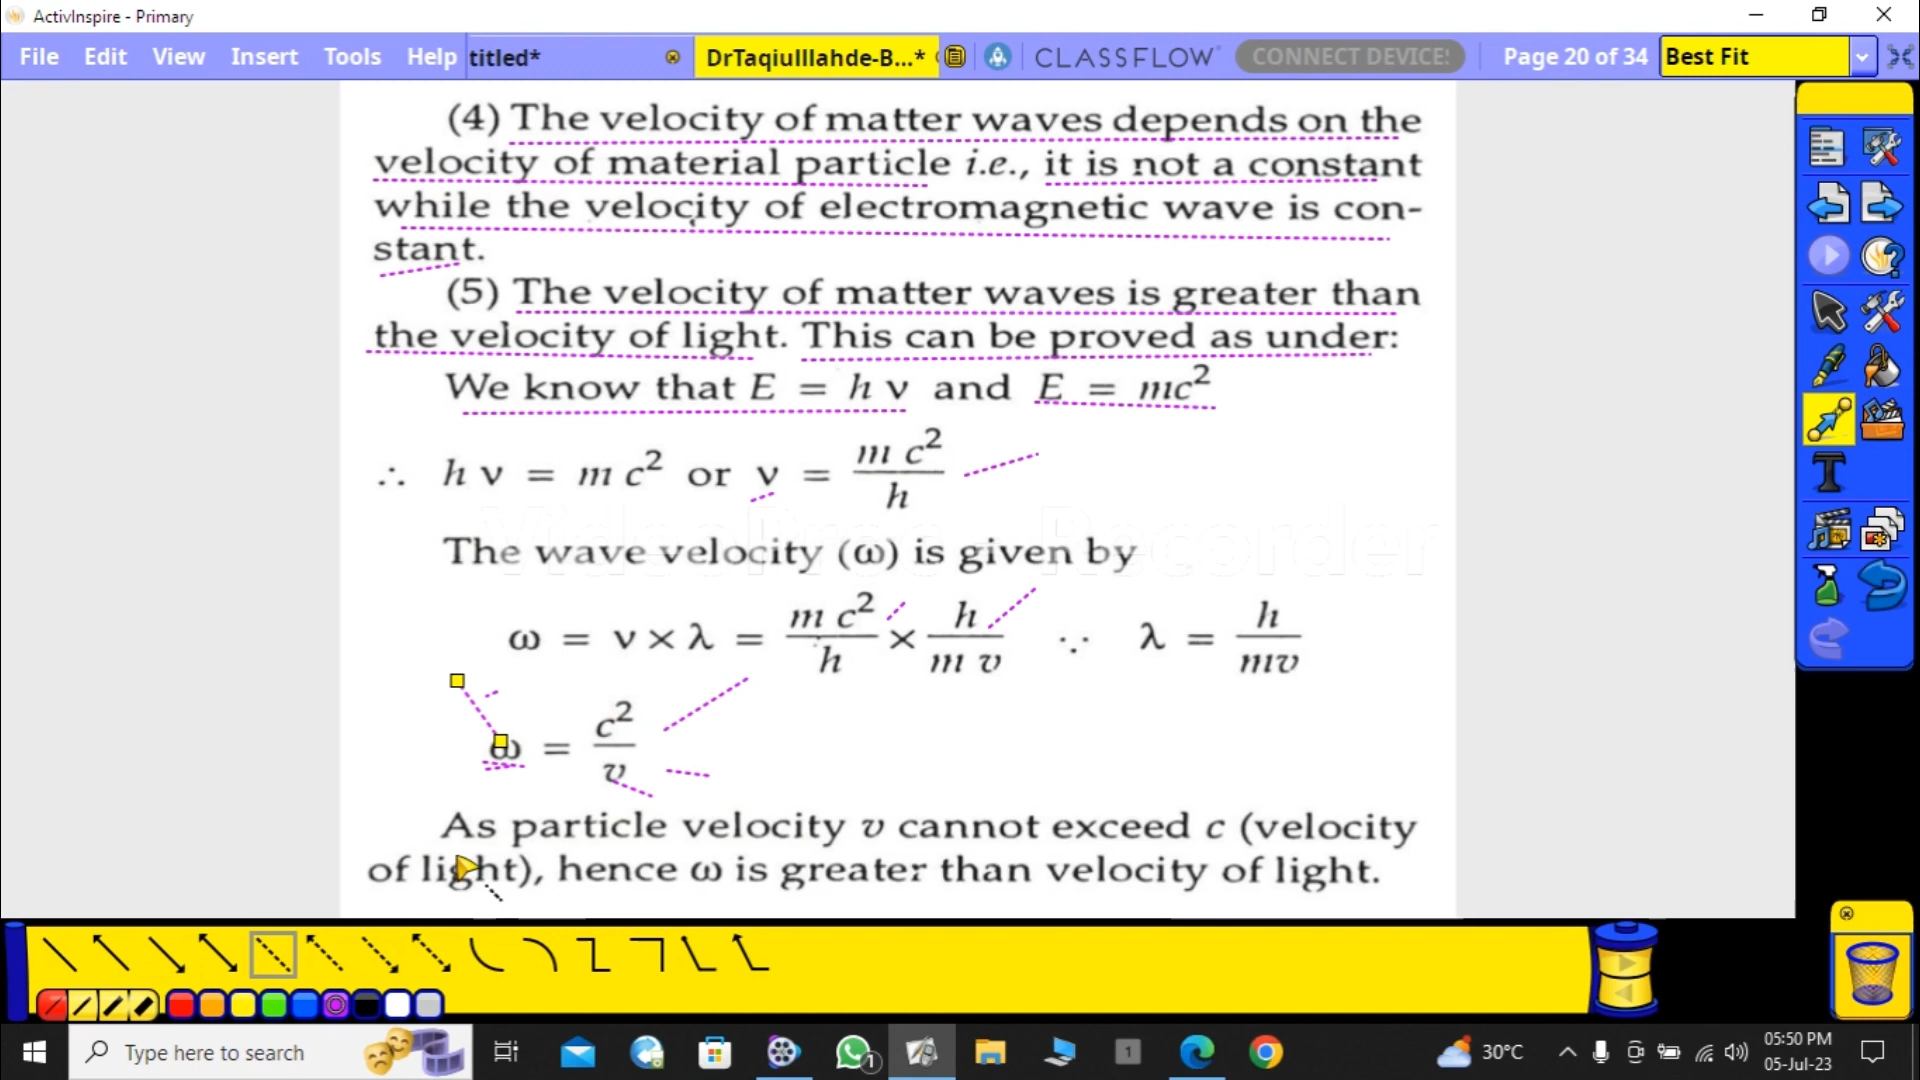 ActivInspire - Primary
File Edit View Insert Tools Help titled* DrTaqiulllahde-B...* CLASSFLOW CONNECT DEVICES Page 20 of 34 Best Fit
(4) The velocity of matter waves depends on the
velocity of material particle i.e., it is not a constant
while the velocity of electromagnetic wave is con-
stant.
(5) The velocity of matter waves is greater than
the velocity of light. This can be proved as under:
We know that E = h ν and E = mc²
∴ h ν = m c² or ν = m c² / h
VideoProc - Recorder
The wave velocity (ω) is given by
ω = ν × λ = m c² / h × h / m v ∵ λ = h / mv
ω = c² / v
As particle velocity v cannot exceed c (velocity
of light), hence ω is greater than velocity of light.
Type here to search 1 1 30°C 05:50 PM
05-Jul-23